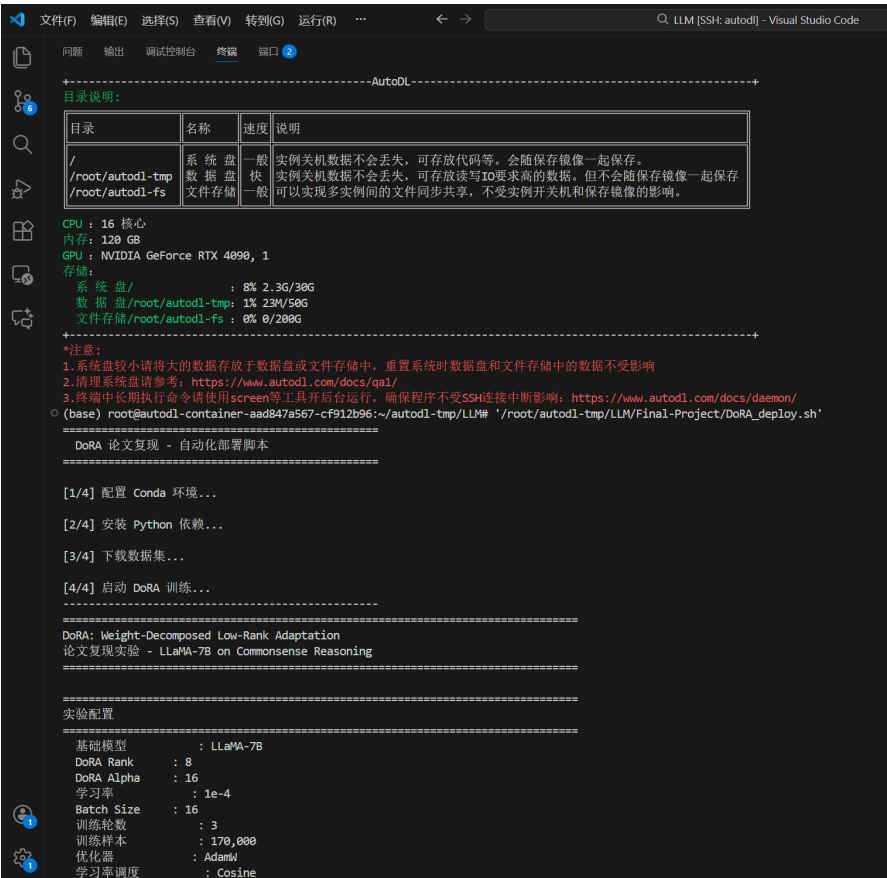 文件(F) 编辑(E) 选择(S) 查看(V) 转到(G) 运行(R) ··· ← → LLM [SSH: autodl] - Visual Studio Code
问题 输出 调试控制台 终端 端口 2
+-----------------------------------------------AutoDL-----------------------------------------------------+
目录说明:
目录 名称 速度 说明
/ 系 统 盘 一般 实例关机数据不会丢失，可存放代码等。会随保存镜像一起保存。
/root/autodl-tmp 数 据 盘 快 实例关机数据不会丢失，可存放读写IO要求高的数据。但不会随保存镜像一起保存
/root/autodl-fs 文件存储 一般 可以实现多实例间的文件同步共享，不受实例开关机和保存镜像的影响。
CPU ：16 核心
内存：120 GB
GPU ：NVIDIA GeForce RTX 4090, 1
存储：
系 统 盘/ ：8% 2.3G/30G
数 据 盘/root/autodl-tmp：1% 23M/50G
文件存储/root/autodl-fs ：0% 0/200G
+----------------------------------------------------------------------------------------------------------+
*注意:
1.系统盘较小请将大的数据存放于数据盘或文件存储中，重置系统时数据盘和文件存储中的数据不受影响
2.清理系统盘请参考：https://www.autodl.com/docs/qa1/
3.终端中长期执行命令请使用screen等工具开后台运行，确保程序不受SSH连接中断影响：https://www.autodl.com/docs/daemon/
(base) root@autodl-container-aad847a567-cf912b96:~/autodl-tmp/LLM# '/root/autodl-tmp/LLM/Final-Project/DoRA_deploy.sh'
=================================================
DoRA 论文复现 - 自动化部署脚本
=================================================
[1/4] 配置 Conda 环境...
[2/4] 安装 Python 依赖...
[3/4] 下载数据集...
[4/4] 启动 DoRA 训练...
-------------------------------------------------
================================================================================
DoRA: Weight-Decomposed Low-Rank Adaptation
论文复现实验 - LLaMA-7B on Commonsense Reasoning
================================================================================
================================================================================
实验配置
================================================================================
基础模型 : LLaMA-7B
DoRA Rank : 8
DoRA Alpha : 16
学习率 : 1e-4
Batch Size : 16
训练轮数 : 3
训练样本 : 170,000
优化器 : AdamW
学习率调度 : Cosine
6
1
1